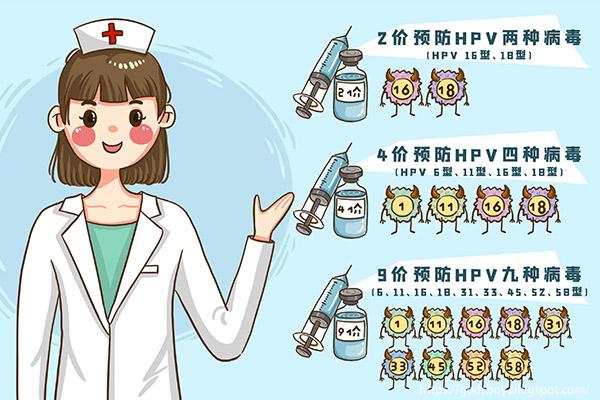 2价预防HPV两种病毒
(HPV 16型、18型)
2价
16 18
4价预防HPV四种病毒
(HPV 6型、11型、16型、18型)
4价
1 11 16 18
9价预防HPV九种病毒
(6、11、16、18、31、33、45、52、58型)
9价
1 11 16 18 31
33 45 52 58